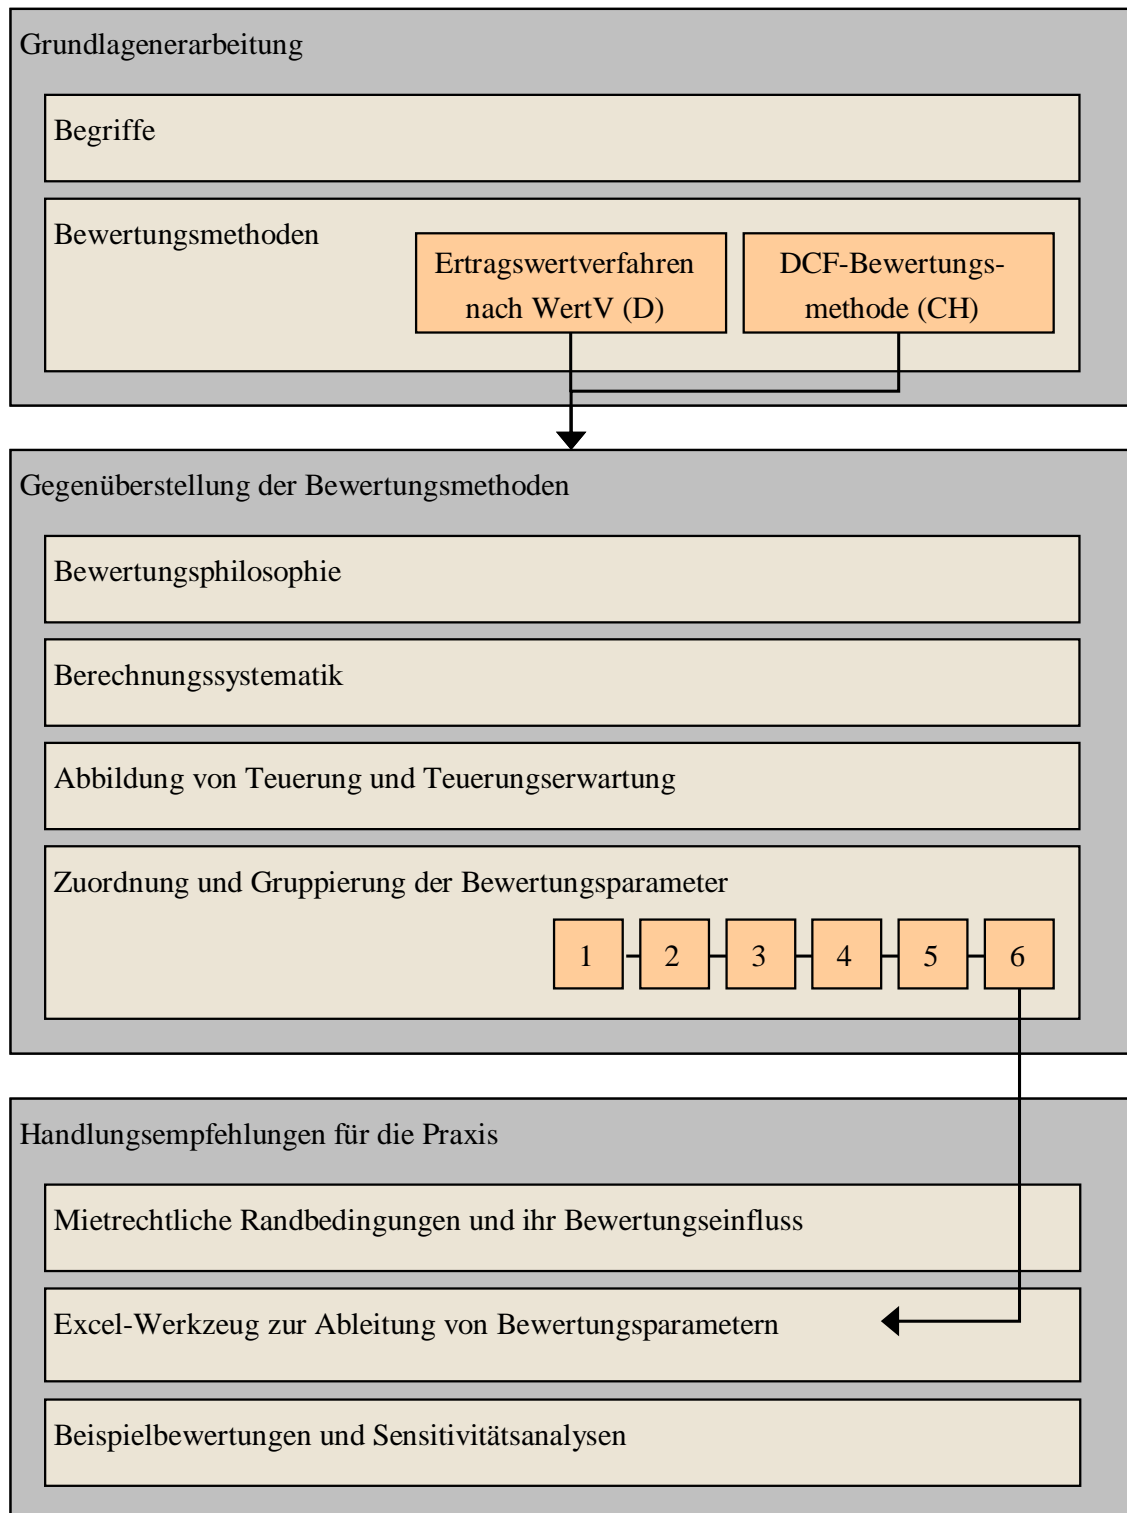 Grundlagenerarbeitung
Begriffe
Bewertungsmethoden
Ertragswertverfahren
nach WertV (D)
DCF-Bewertungs-
methode (CH)
Gegenüberstellung der Bewertungsmethoden
Bewertungsphilosophie
Berechnungssystematik
Abbildung von Teuerung und Teuerungserwartung
Zuordnung und Gruppierung der Bewertungsparameter
1
2
3
4
5
6
Handlungsempfehlungen für die Praxis
Mietrechtliche Randbedingungen und ihr Bewertungseinfluss
Excel-Werkzeug zur Ableitung von Bewertungsparametern
Beispielbewertungen und Sensitivitätsanalysen